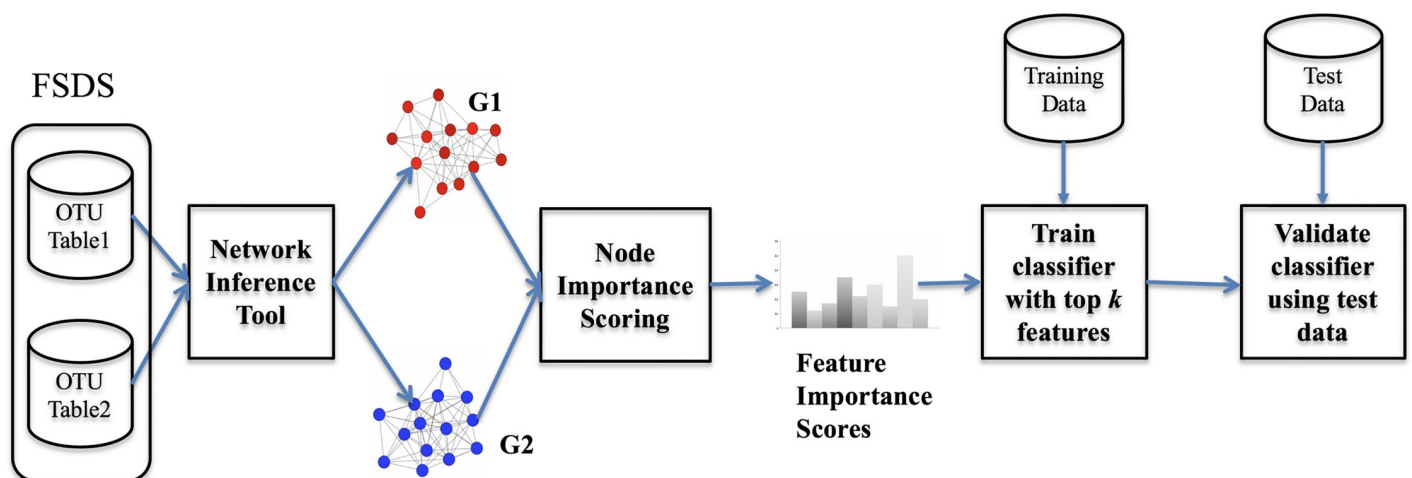 FSDS
OTU
Table1
OTU
Table2
Network
Inference
Tool
G1
G2
Node
Importance
Scoring
Feature
Importance
Scores
Training
Data
Train
classifier
with top k
features
Test
Data
Validate
classifier
using test
data